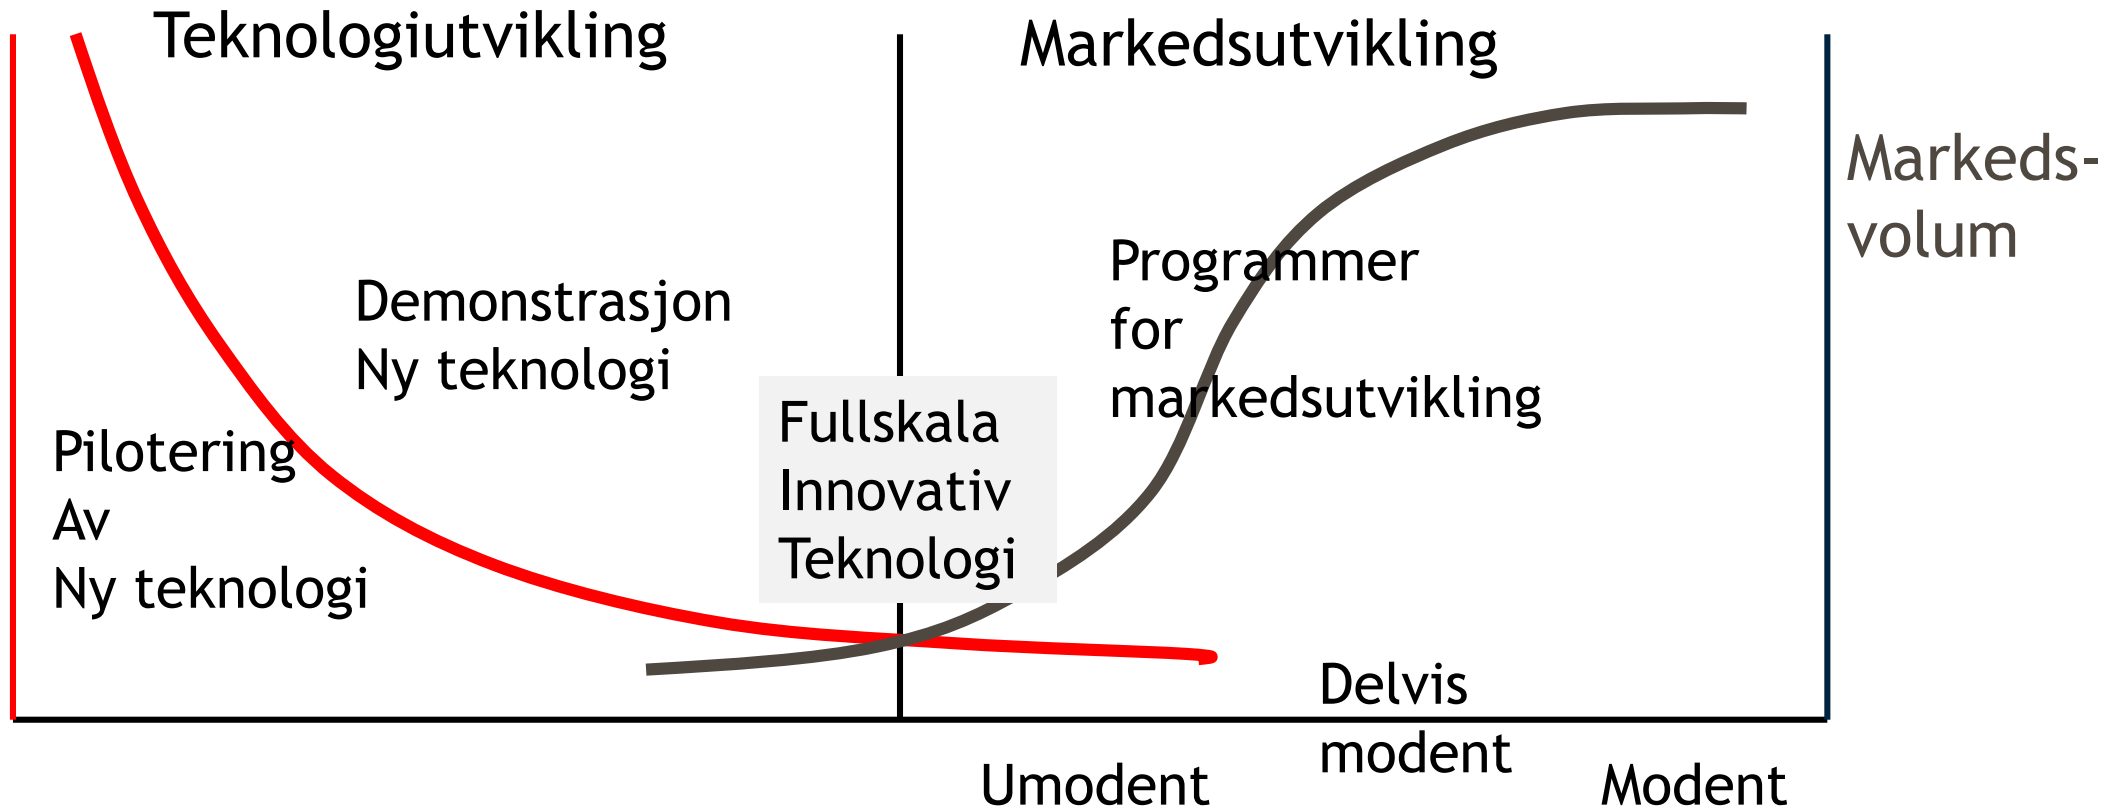 Teknologiutvikling
Markedsutvikling
Markeds-
volum
Demonstrasjon
Ny teknologi
Programmer
for
markedsutvikling
Pilotering
Av
Ny teknologi
Fullskala
Innovativ
Teknologi
Umodent
Delvis
modent
Modent